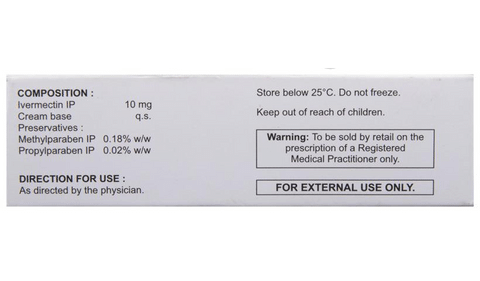 COMPOSITION :
Ivermectin IP 10 mg
Cream base q.s.
Preservatives :
Methylparaben IP 0.18% w/w
Propylparaben IP 0.02% w/w
DIRECTION FOR USE :
As directed by the physician.
Store below 25°C. Do not freeze.
Keep out of reach of children.
Warning: To be sold by retail on the
prescription of a Registered
Medical Practitioner only.
FOR EXTERNAL USE ONLY.